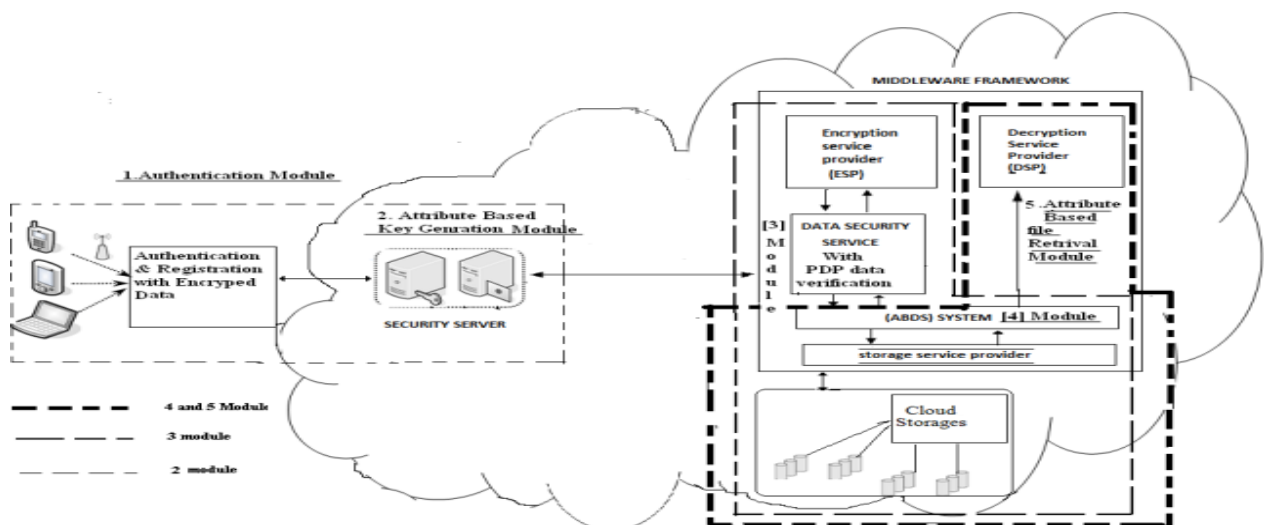 MIDDLEWARE FRAMEWORK
1.Authentication Module
Authentication
& Registration
with Encryped
Data
2. Attribute Based
Key Genration Module
SECURITY SERVER
Encryption
service
provider
(ESP)
Decryption
Service
Provider
(DSP)
[3]
M
o
d
u
l
e
DATA SECURITY
SERVICE
With
PDP data
verification
5 .Attribute
Based
file
Retrival
Module
(ABDS) SYSTEM [4] Module
storage service provider
Cloud
Storages
4 and 5 Module
3 module
2 module